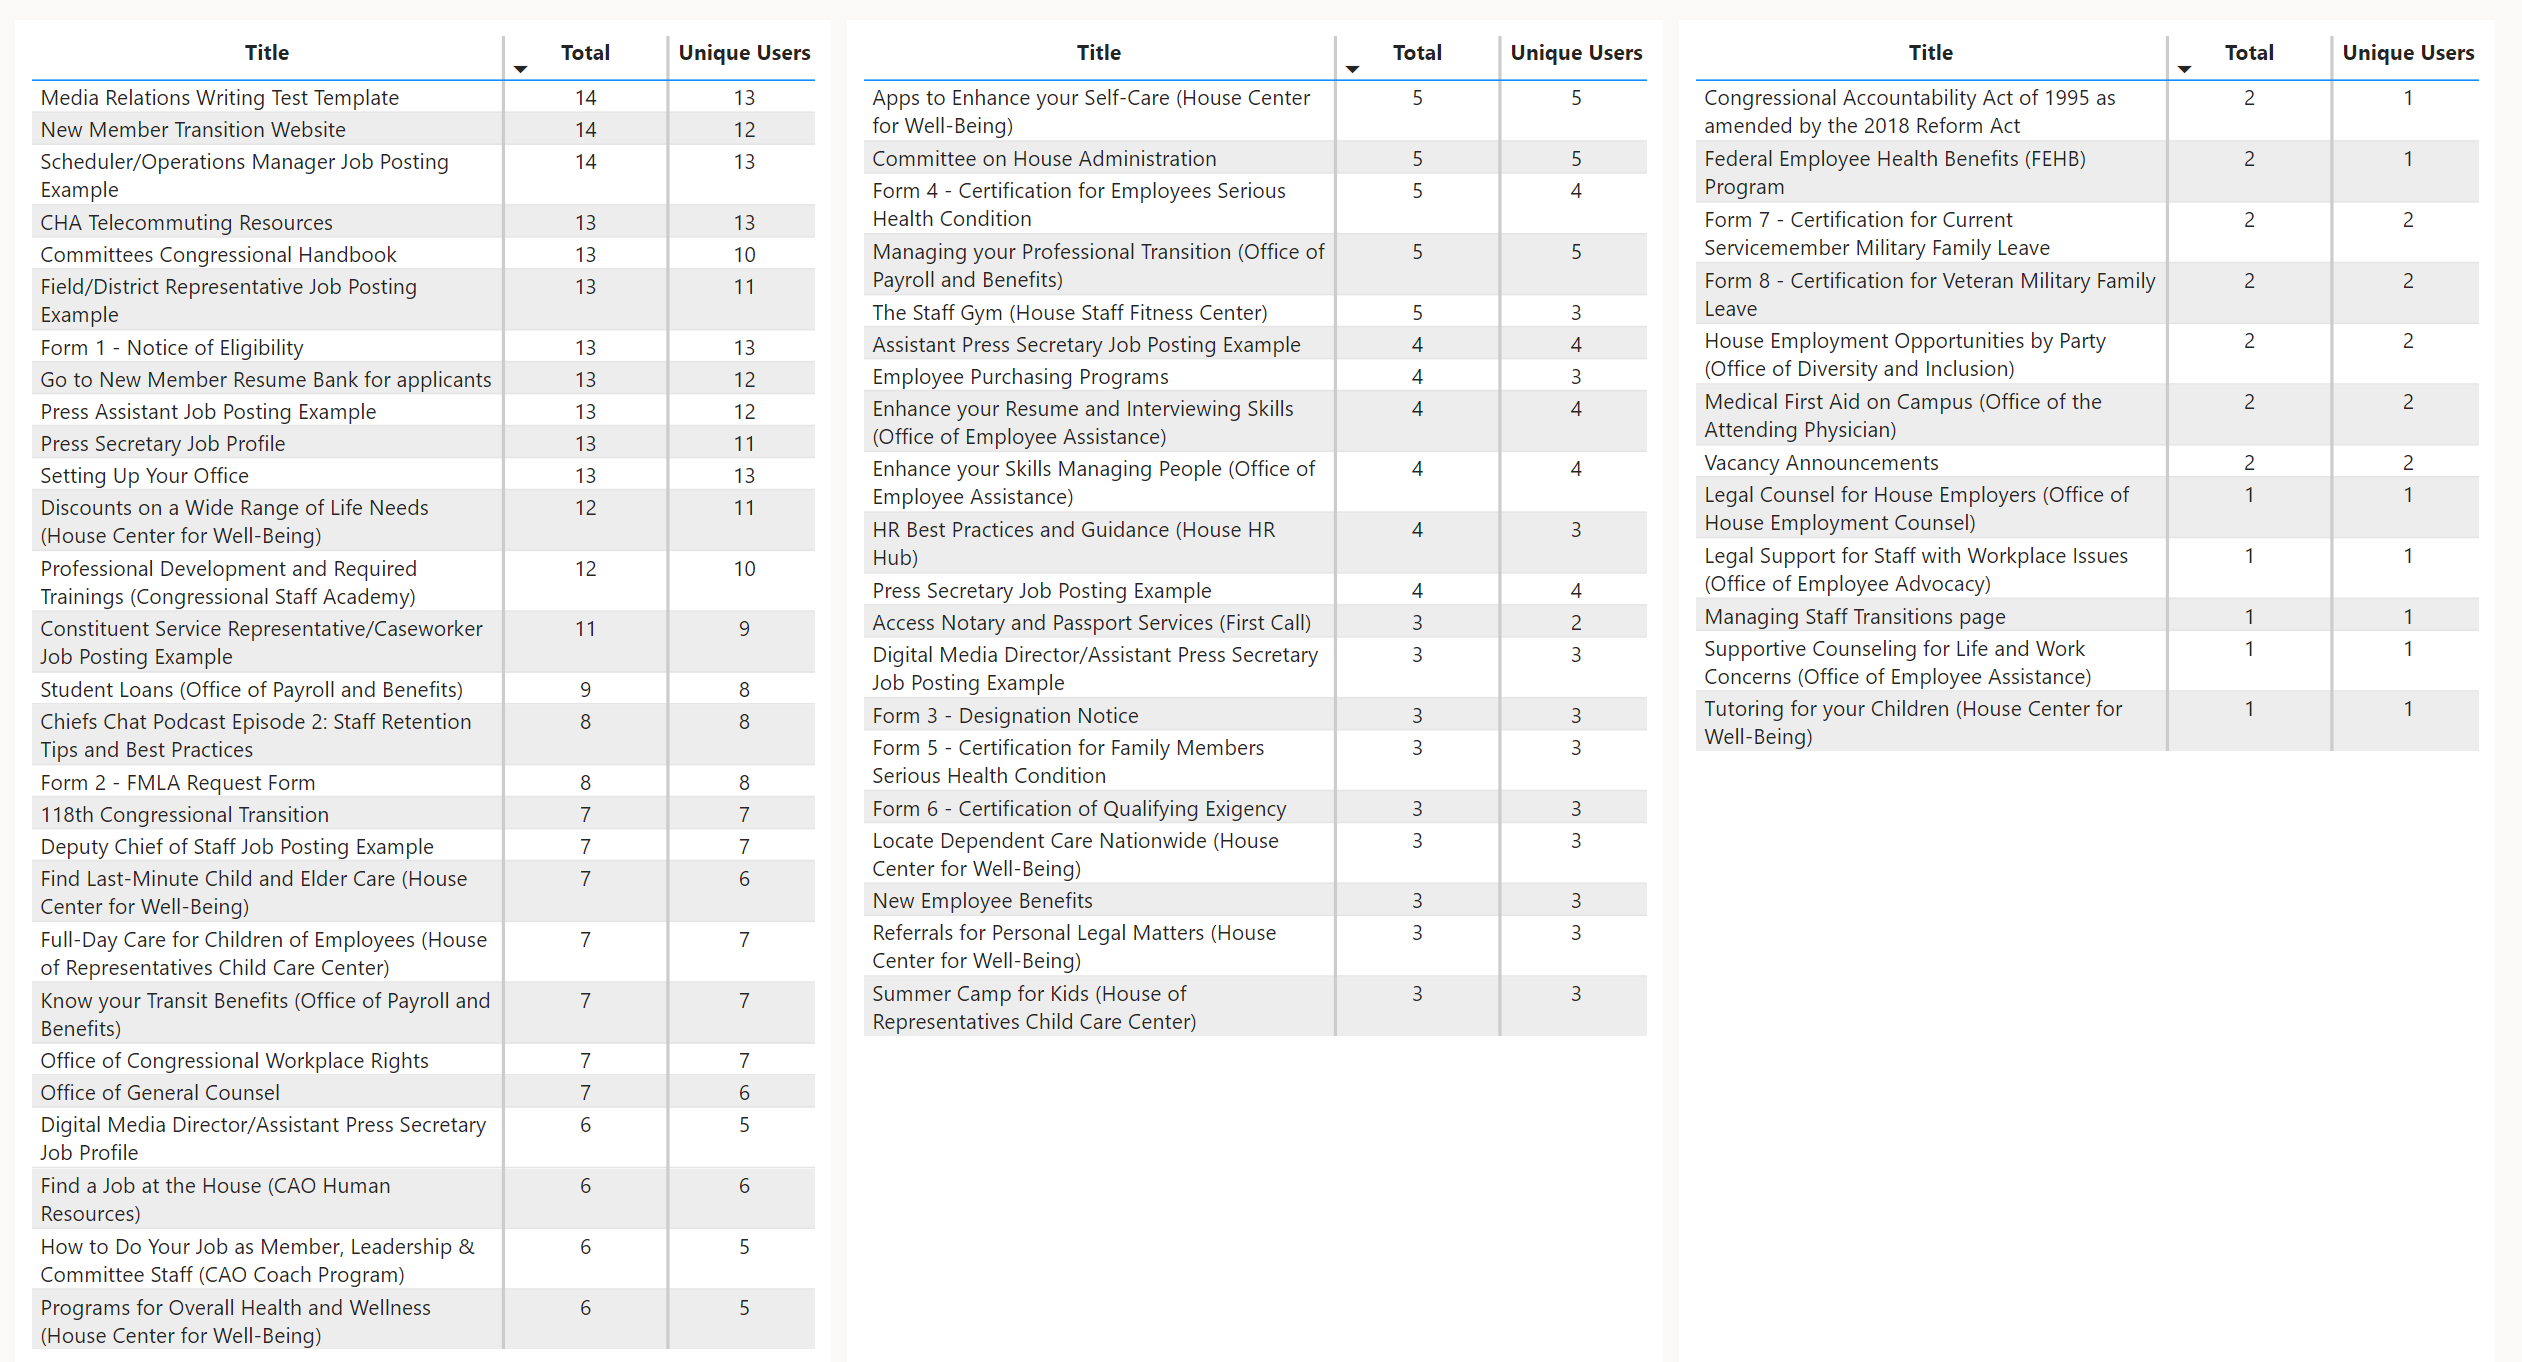 Title Total Unique Users
Media Relations Writing Test Template 14 13
New Member Transition Website 14 12
Scheduler/Operations Manager Job Posting 14 13
Example
CHA Telecommuting Resources 13 13
Committees Congressional Handbook 13 10
Field/District Representative Job Posting 13 11
Example
Form 1 - Notice of Eligibility 13 13
Go to New Member Resume Bank for applicants 13 12
Press Assistant Job Posting Example 13 12
Press Secretary Job Profile 13 11
Setting Up Your Office 13 13
Discounts on a Wide Range of Life Needs 12 11
(House Center for Well-Being)
Professional Development and Required 12 10
Trainings (Congressional Staff Academy)
Constituent Service Representative/Caseworker 11 9
Job Posting Example
Student Loans (Office of Payroll and Benefits) 9 8
Chiefs Chat Podcast Episode 2: Staff Retention 8 8
Tips and Best Practices
Form 2 - FMLA Request Form 8 8
118th Congressional Transition 7 7
Deputy Chief of Staff Job Posting Example 7 7
Find Last-Minute Child and Elder Care (House 7 6
Center for Well-Being)
Full-Day Care for Children of Employees (House 7 7
of Representatives Child Care Center)
Know your Transit Benefits (Office of Payroll and 7 7
Benefits)
Office of Congressional Workplace Rights 7 7
Office of General Counsel 7 6
Digital Media Director/Assistant Press Secretary 6 5
Job Profile
Find a Job at the House (CAO Human 6 6
Resources)
How to Do Your Job as Member, Leadership & 6 5
Committee Staff (CAO Coach Program)
Programs for Overall Health and Wellness 6 5
(House Center for Well-Being)
Title Total Unique Users
Apps to Enhance your Self-Care (House Center 5 5
for Well-Being)
Committee on House Administration 5 5
Form 4 - Certification for Employees Serious 5 4
Health Condition
Managing your Professional Transition (Office of 5 5
Payroll and Benefits)
The Staff Gym (House Staff Fitness Center) 5 3
Assistant Press Secretary Job Posting Example 4 4
Employee Purchasing Programs 4 3
Enhance your Resume and Interviewing Skills 4 4
(Office of Employee Assistance)
Enhance your Skills Managing People (Office of 4 4
Employee Assistance)
HR Best Practices and Guidance (House HR 4 3
Hub)
Press Secretary Job Posting Example 4 4
Access Notary and Passport Services (First Call) 3 2
Digital Media Director/Assistant Press Secretary 3 3
Job Posting Example
Form 3 - Designation Notice 3 3
Form 5 - Certification for Family Members 3 3
Serious Health Condition
Form 6 - Certification of Qualifying Exigency 3 3
Locate Dependent Care Nationwide (House 3 3
Center for Well-Being)
New Employee Benefits 3 3
Referrals for Personal Legal Matters (House 3 3
Center for Well-Being)
Summer Camp for Kids (House of 3 3
Representatives Child Care Center)
Title Total Unique Users
Congressional Accountability Act of 1995 as 2 1
amended by the 2018 Reform Act
Federal Employee Health Benefits (FEHB) 2 1
Program
Form 7 - Certification for Current 2 2
Servicemember Military Family Leave
Form 8 - Certification for Veteran Military Family 2 2
Leave
House Employment Opportunities by Party 2 2
(Office of Diversity and Inclusion)
Medical First Aid on Campus (Office of the 2 2
Attending Physician)
Vacancy Announcements 2 2
Legal Counsel for House Employers (Office of 1 1
House Employment Counsel)
Legal Support for Staff with Workplace Issues 1 1
(Office of Employee Advocacy)
Managing Staff Transitions page 1 1
Supportive Counseling for Life and Work 1 1
Concerns (Office of Employee Assistance)
Tutoring for your Children (House Center for 1 1
Well-Being)